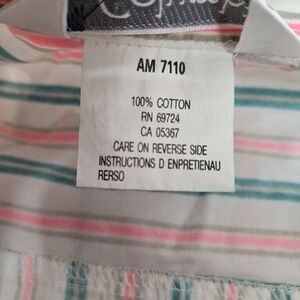 AM 7110
100% COTTON
RN 69724
CA 05367
CARE ON REVERSE SIDE
INSTRUCTIONS D ENPRETIENAU
RERSO